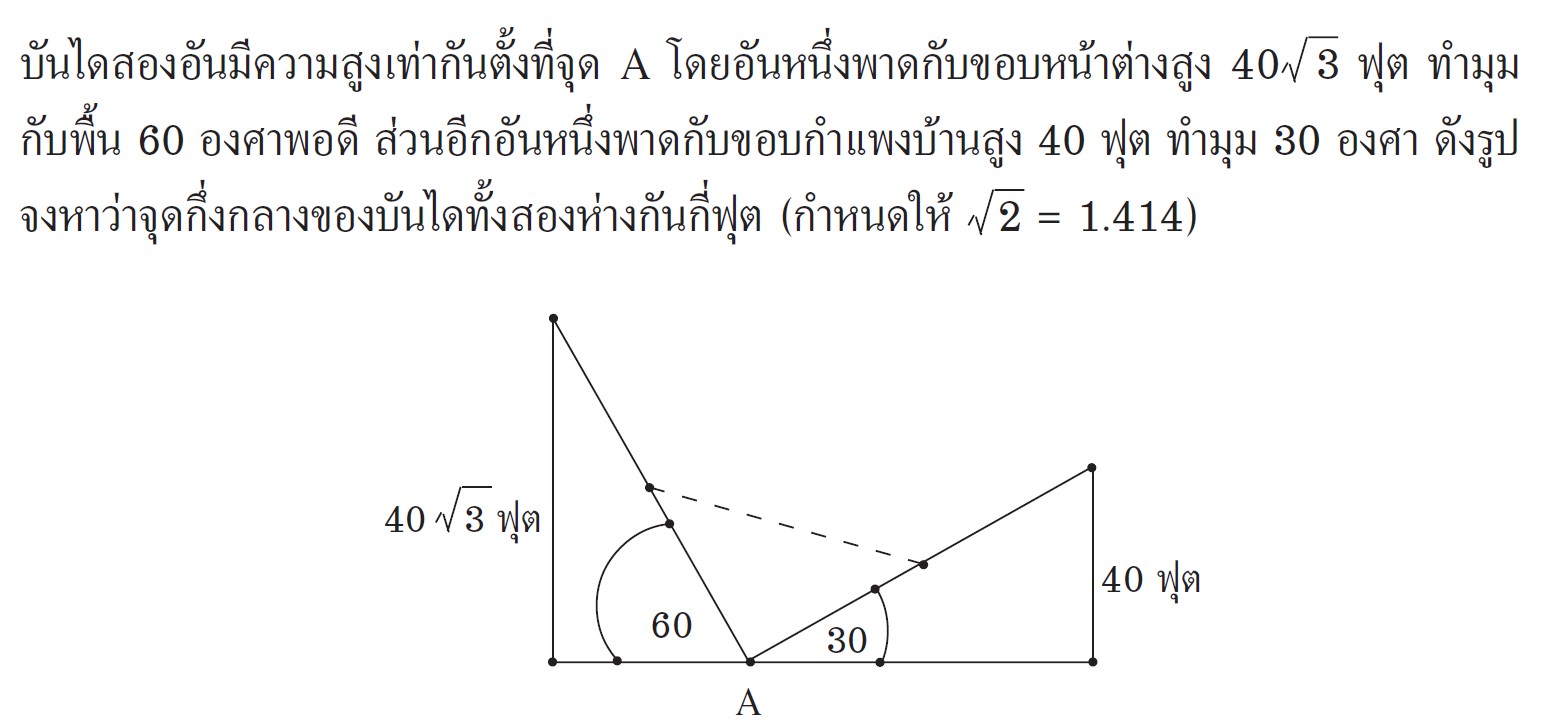 บันไดสองอันมีความสูงเท่ากันตั้งที่จุด A โดยอันหนึ่งพาดกับขอบหน้าต่างสูง 40√3 ฟุต ทำมุม
กับพื้น 60 องศาพอดี ส่วนอีกอันหนึ่งพาดกับขอบกำแพงบ้านสูง 40 ฟุต ทำมุม 30 องศา ดังรูป
จงหาว่าจุดกึ่งกลางของบันไดทั้งสองห่างกันกี่ฟุต (กำหนดให้ √2 = 1.414)
40√3 ฟุต
60
30
40 ฟุต
A